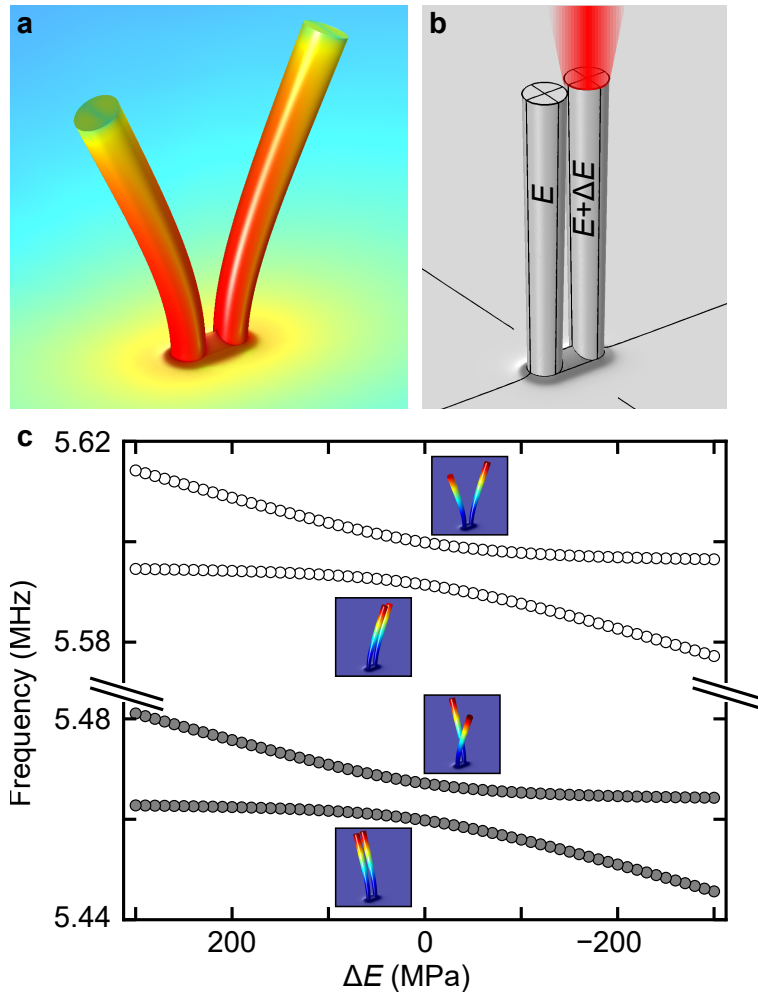 a
b
E
E+ΔE
c
5.62
5.58
5.48
5.44
Frequency (MHz)
200
0
−200
ΔE (MPa)